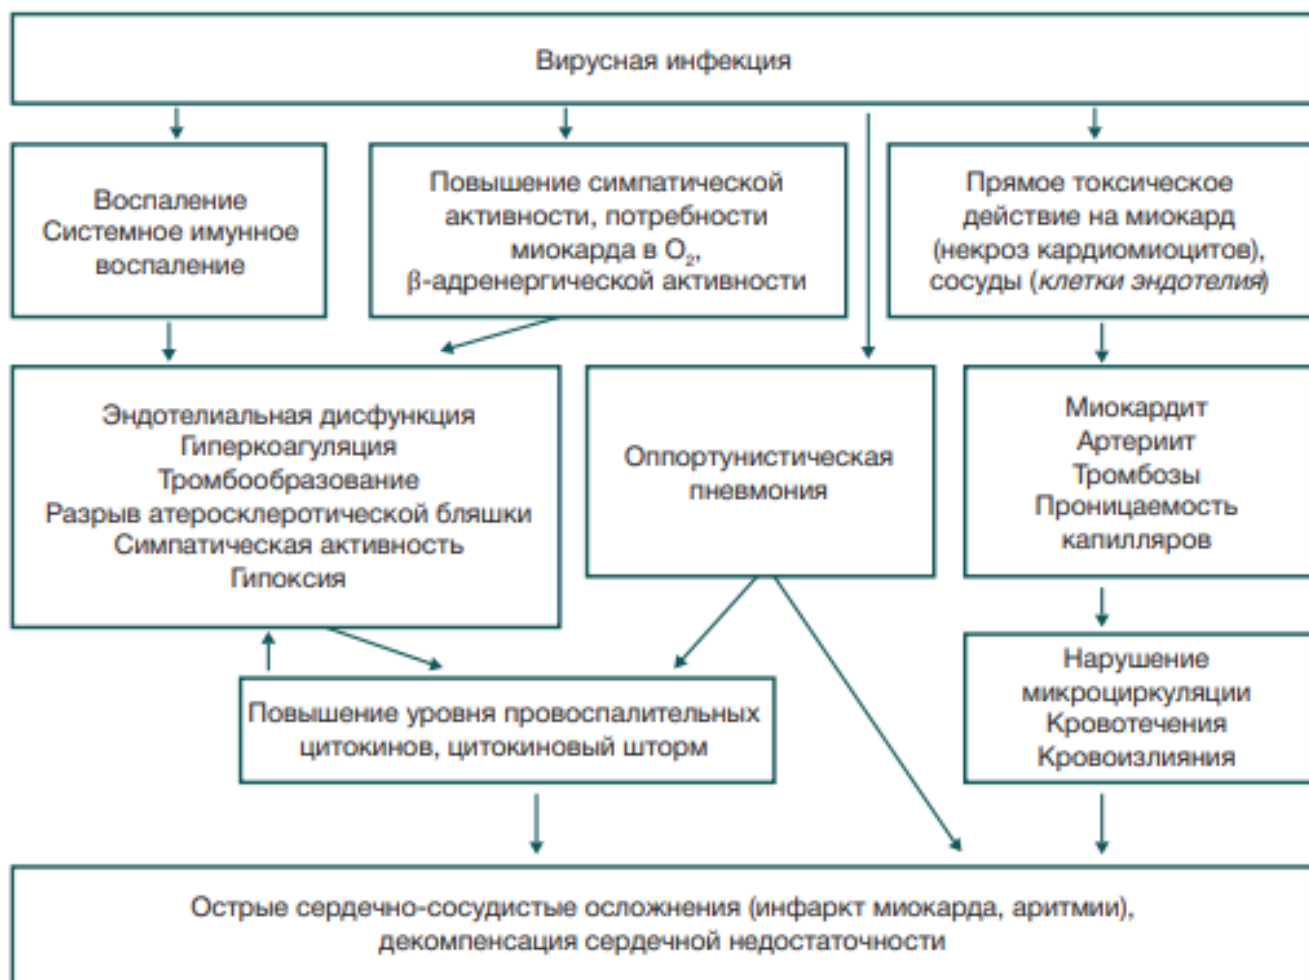 Вирусная инфекция
Воспаление
Системное имунное
воспаление
Повышение симпатической
активности, потребности
миокарда в O₂,
β-адренергической активности
Прямое токсическое
действие на миокард
(некроз кардиомиоцитов),
сосуды (клетки эндотелия)
Эндотелиальная дисфункция
Гиперкоагуляция
Тромбообразование
Разрыв атеросклеротической бляшки
Симпатическая активность
Гипоксия
Оппортунистическая
пневмония
Миокардит
Артериит
Тромбозы
Проницаемость
капилляров
Повышение уровня провоспалительных
цитокинов, цитокиновый шторм
Нарушение
микроциркуляции
Кровотечения
Кровоизлияния
Острые сердечно-сосудистые осложнения (инфаркт миокарда, аритмии),
декомпенсация сердечной недостаточности